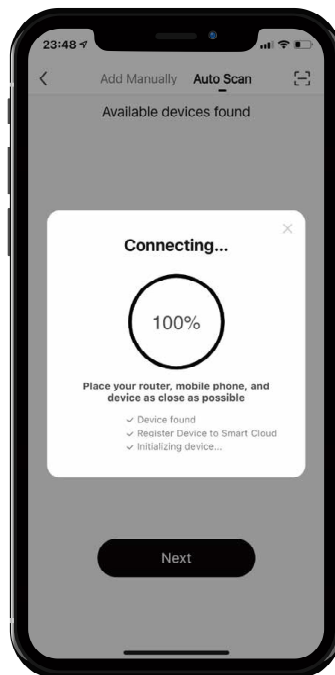 23:48
Add Manually Auto Scan
Available devices found
Connecting...
100%
Place your router, mobile phone, and
device as close as possible
✓ Device found
✓ Register Device to Smart Cloud
✓ Initializing device...
Next